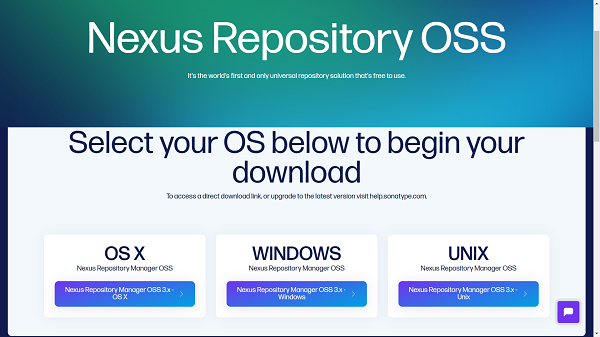 Nexus Repository OSS
It's the world's first and only universal repository solution that's free to use.
Select your OS below to begin your
download
To access a direct download link, or upgrade to the latest version visit help.sonatype.com.
OS X
Nexus Repository Manager OSS
Nexus Repository Manager OSS 3.x -
OS X
WINDOWS
Nexus Repository Manager OSS
Nexus Repository Manager OSS 3.x -
Windows
UNIX
Nexus Repository Manager OSS
Nexus Repository Manager OSS 3.x -
Unix